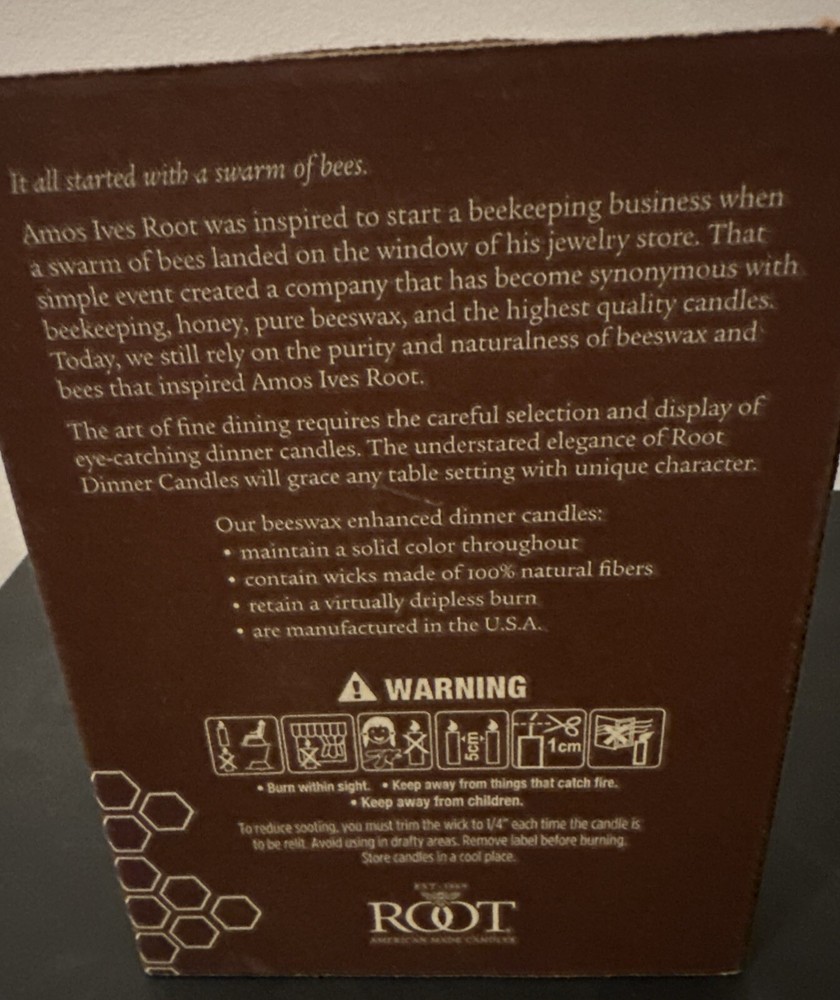 It all started with a swarm of bees.
Amos Ives Root was inspired to start a beekeeping business when
a swarm of bees landed on the window of his jewelry store. That
simple event created a company that has become synonymous with
beekeeping, honey, pure beeswax, and the highest quality candles.
Today, we still rely on the purity and naturalness of beeswax and
bees that inspired Amos Ives Root.
The art of fine dining requires the careful selection and display of
eye-catching dinner candles. The understated elegance of Root
Dinner Candles will grace any table setting with unique character.
Our beeswax enhanced dinner candles:
• maintain a solid color throughout
• contain wicks made of 100% natural fibers
• retain a virtually dripless burn
• are manufactured in the U.S.A.
WARNING
5cm
1cm
• Burn within sight. • Keep away from things that catch fire.
• Keep away from children.
To reduce sooting, you must trim the wick to 1/4" each time the candle is
to be relit. Avoid using in drafty areas. Remove label before burning.
Store candles in a cool place.
EST. 1869
ROOT
AMERICAN MADE CANDLES